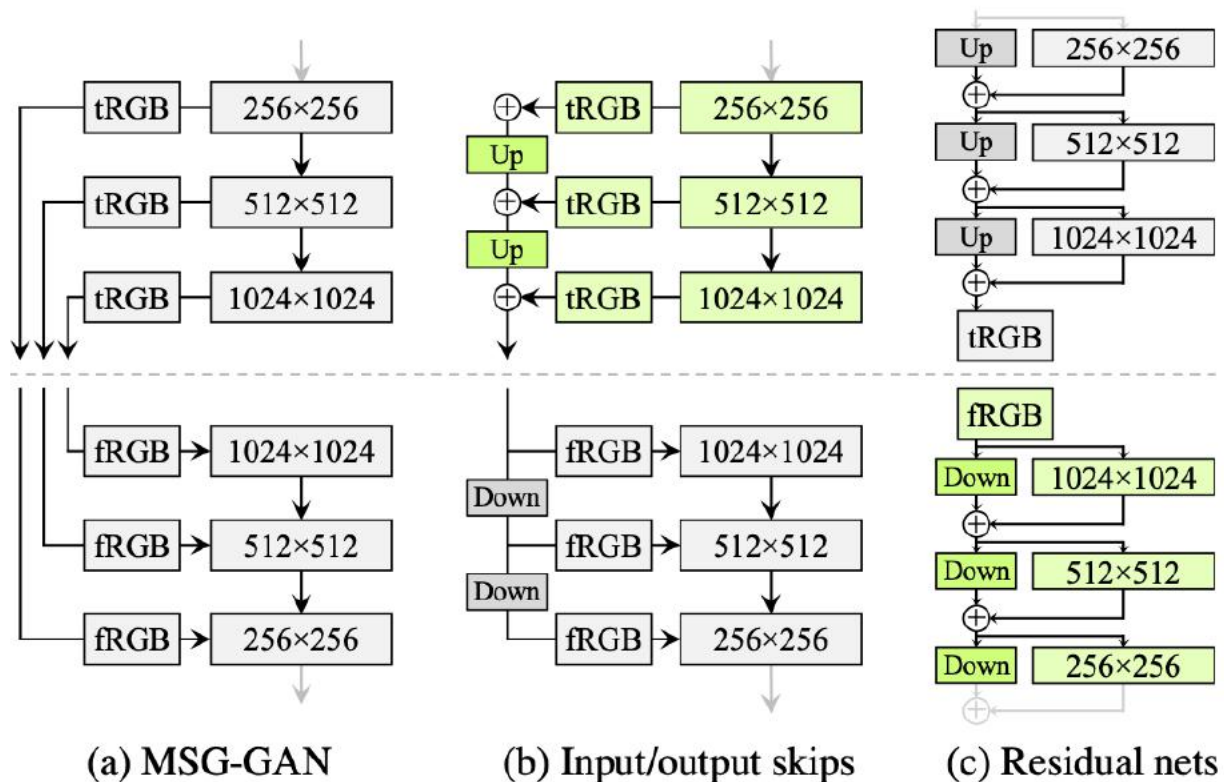 tRGB 256×256
tRGB 512×512
tRGB 1024×1024
fRGB 1024×1024
fRGB 512×512
fRGB 256×256
(a) MSG-GAN
tRGB 256×256
Up
tRGB 512×512
Up
tRGB 1024×1024
fRGB 1024×1024
Down
fRGB 512×512
Down
fRGB 256×256
(b) Input/output skips
Up 256×256
Up 512×512
Up 1024×1024
tRGB
fRGB
Down 1024×1024
Down 512×512
Down 256×256
(c) Residual nets